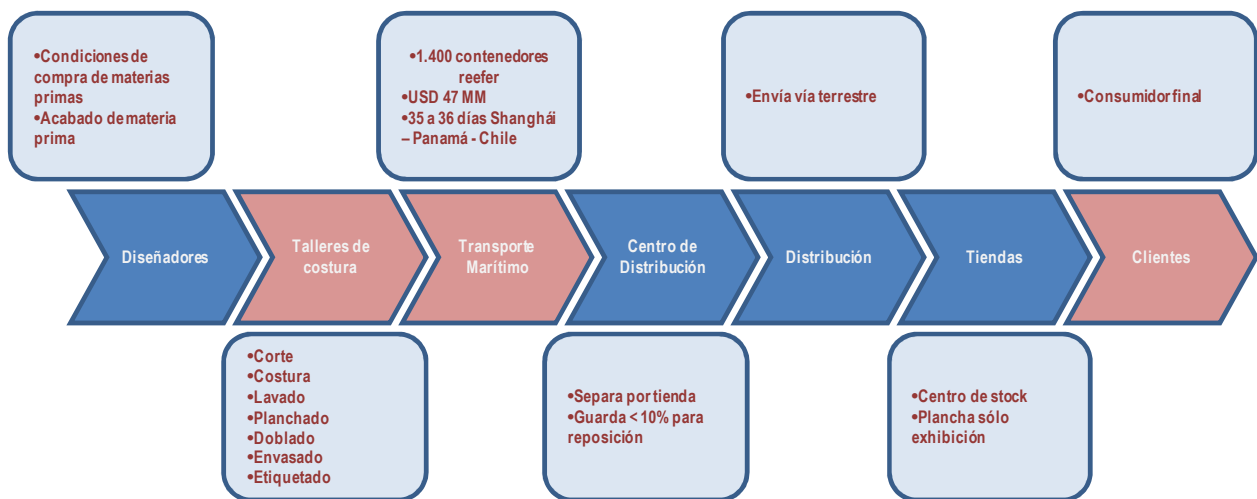 •Condiciones de
compra de materias
primas
•Acabado de materia
prima
•1.400 contenedores
reefer
•USD 47 MM
•35 a 36 días Shanghái
– Panamá - Chile
•Envía vía terrestre
•Consumidor final
Diseñadores
Talleres de
costura
Transporte
Marítimo
Centro de
Distribución
Distribución
Tiendas
Clientes
•Corte
•Costura
•Lavado
•Planchado
•Doblado
•Envasado
•Etiquetado
•Separa por tienda
•Guarda < 10% para
reposición
•Centro de stock
•Plancha sólo
exhibición